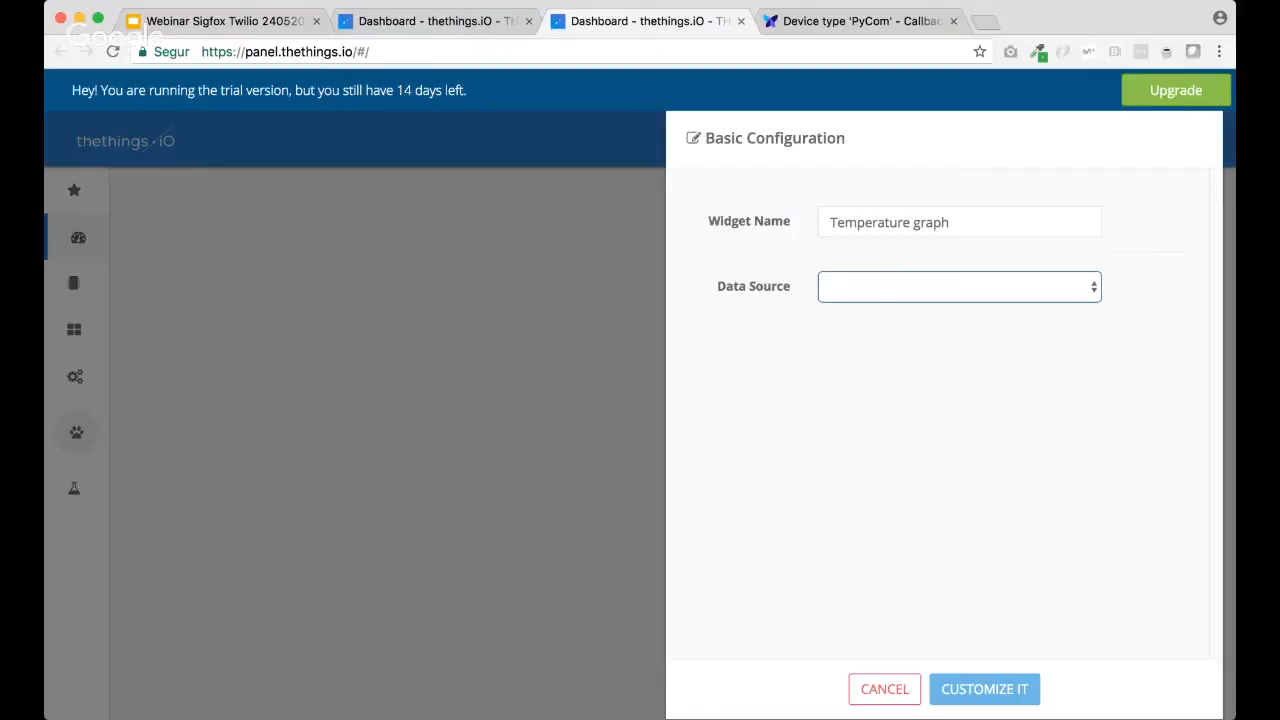 Webinar Sigfox Twilio 240520
Dashboard - thethings.iO - T
Dashboard - thethings.iO - TH
Device type 'PyCom' - Callbac
Google
Segur https://panel.thethings.io/#/
Hey! You are running the trial version, but you still have 14 days left.
Upgrade
thethings.iO
Basic Configuration
Widget Name
Temperature graph
Data Source
CANCEL
CUSTOMIZE IT